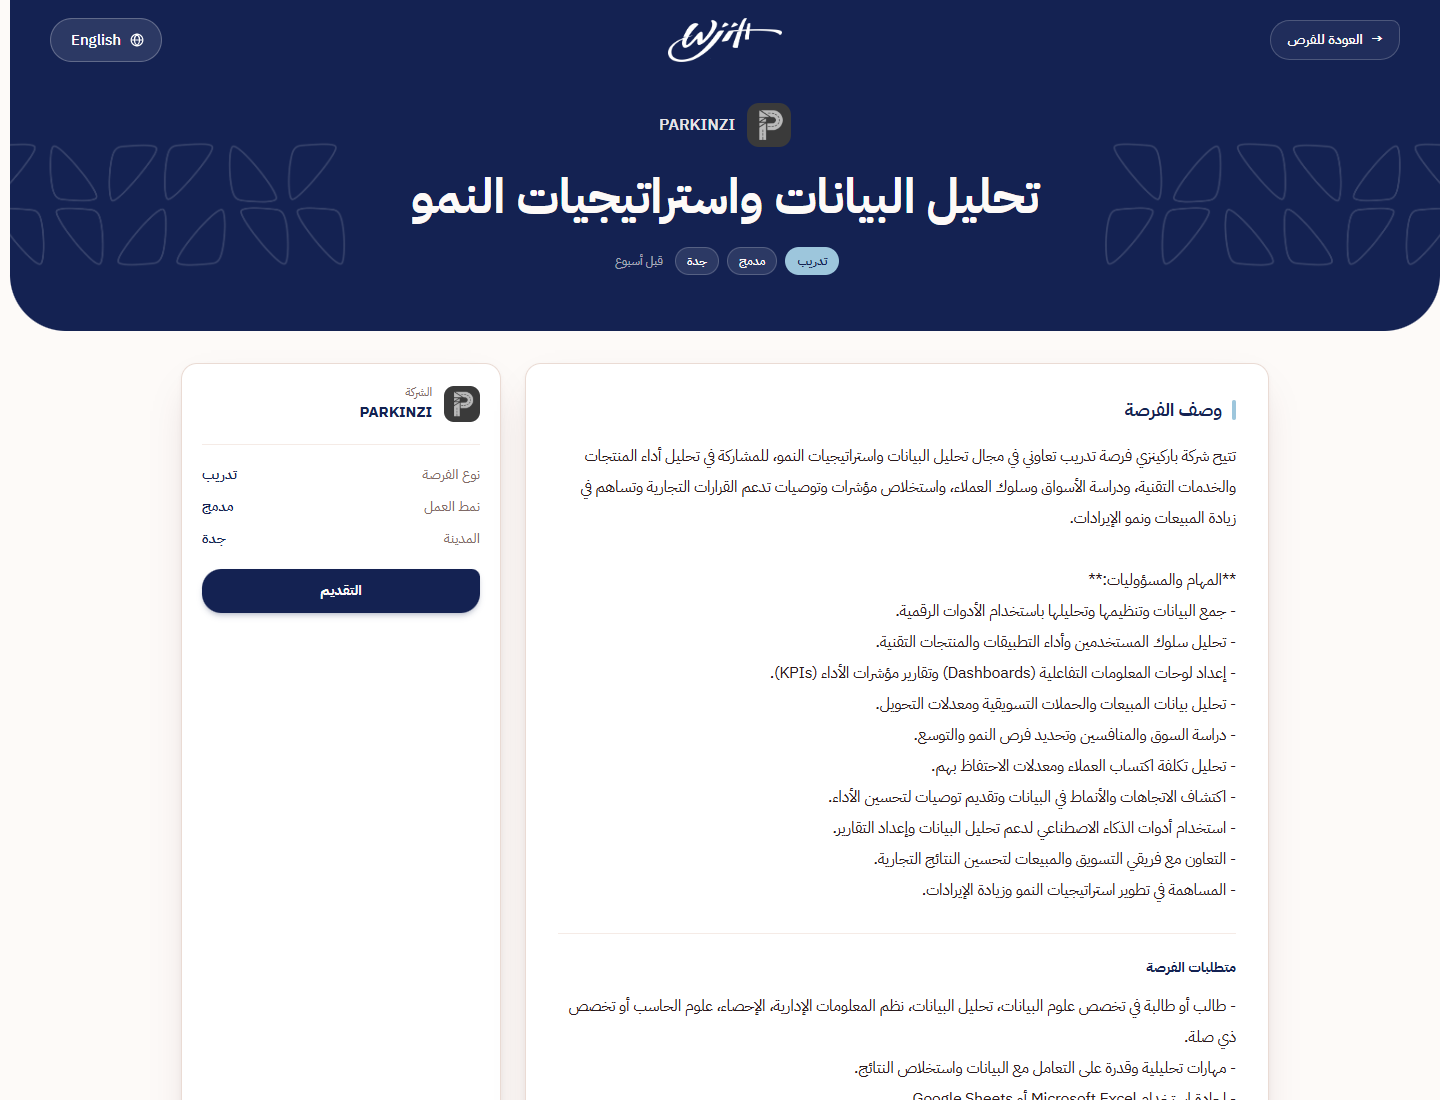 العودة للفرص →
English
PARKINZI
تحليل البيانات واستراتيجيات النمو
تدريب
مدمج
جدة
قبل أسبوع
وصف الفرصة
تتيح شركة باركينزي فرصة تدريب تعاوني في مجال تحليل البيانات واستراتيجيات النمو، للمشاركة في تحليل أداء المنتجات
والخدمات التقنية، ودراسة الأسواق وسلوك العملاء، واستخلاص مؤشرات وتوصيات تدعم القرارات التجارية وتساهم في
زيادة المبيعات ونمو الإيرادات.
**المهام والمسؤوليات:**
- جمع البيانات وتنظيمها وتحليلها باستخدام الأدوات الرقمية.
- تحليل سلوك المستخدمين وأداء التطبيقات والمنتجات التقنية.
- إعداد لوحات المعلومات التفاعلية (Dashboards) وتقارير مؤشرات الأداء (KPIs).
- تحليل بيانات المبيعات والحملات التسويقية ومعدلات التحويل.
- دراسة السوق والمنافسين وتحديد فرص النمو والتوسع.
- تحليل تكلفة اكتساب العملاء ومعدلات الاحتفاظ بهم.
- اكتشاف الاتجاهات والأنماط في البيانات وتقديم توصيات لتحسين الأداء.
- استخدام أدوات الذكاء الاصطناعي لدعم تحليل البيانات وإعداد التقارير.
- التعاون مع فريقي التسويق والمبيعات لتحسين النتائج التجارية.
- المساهمة في تطوير استراتيجيات النمو وزيادة الإيرادات.
متطلبات الفرصة
- طالب أو طالبة في تخصص علوم البيانات، تحليل البيانات، نظم المعلومات الإدارية، الإحصاء، علوم الحاسب أو تخصص
ذي صلة.
- مهارات تحليلية وقدرة على التعامل مع البيانات واستخلاص النتائج.
- إجادة استخدام Microsoft Excel أو Google Sheets
الشركة
PARKINZI
نوع الفرصة
تدريب
نمط العمل
مدمج
المدينة
جدة
التقديم